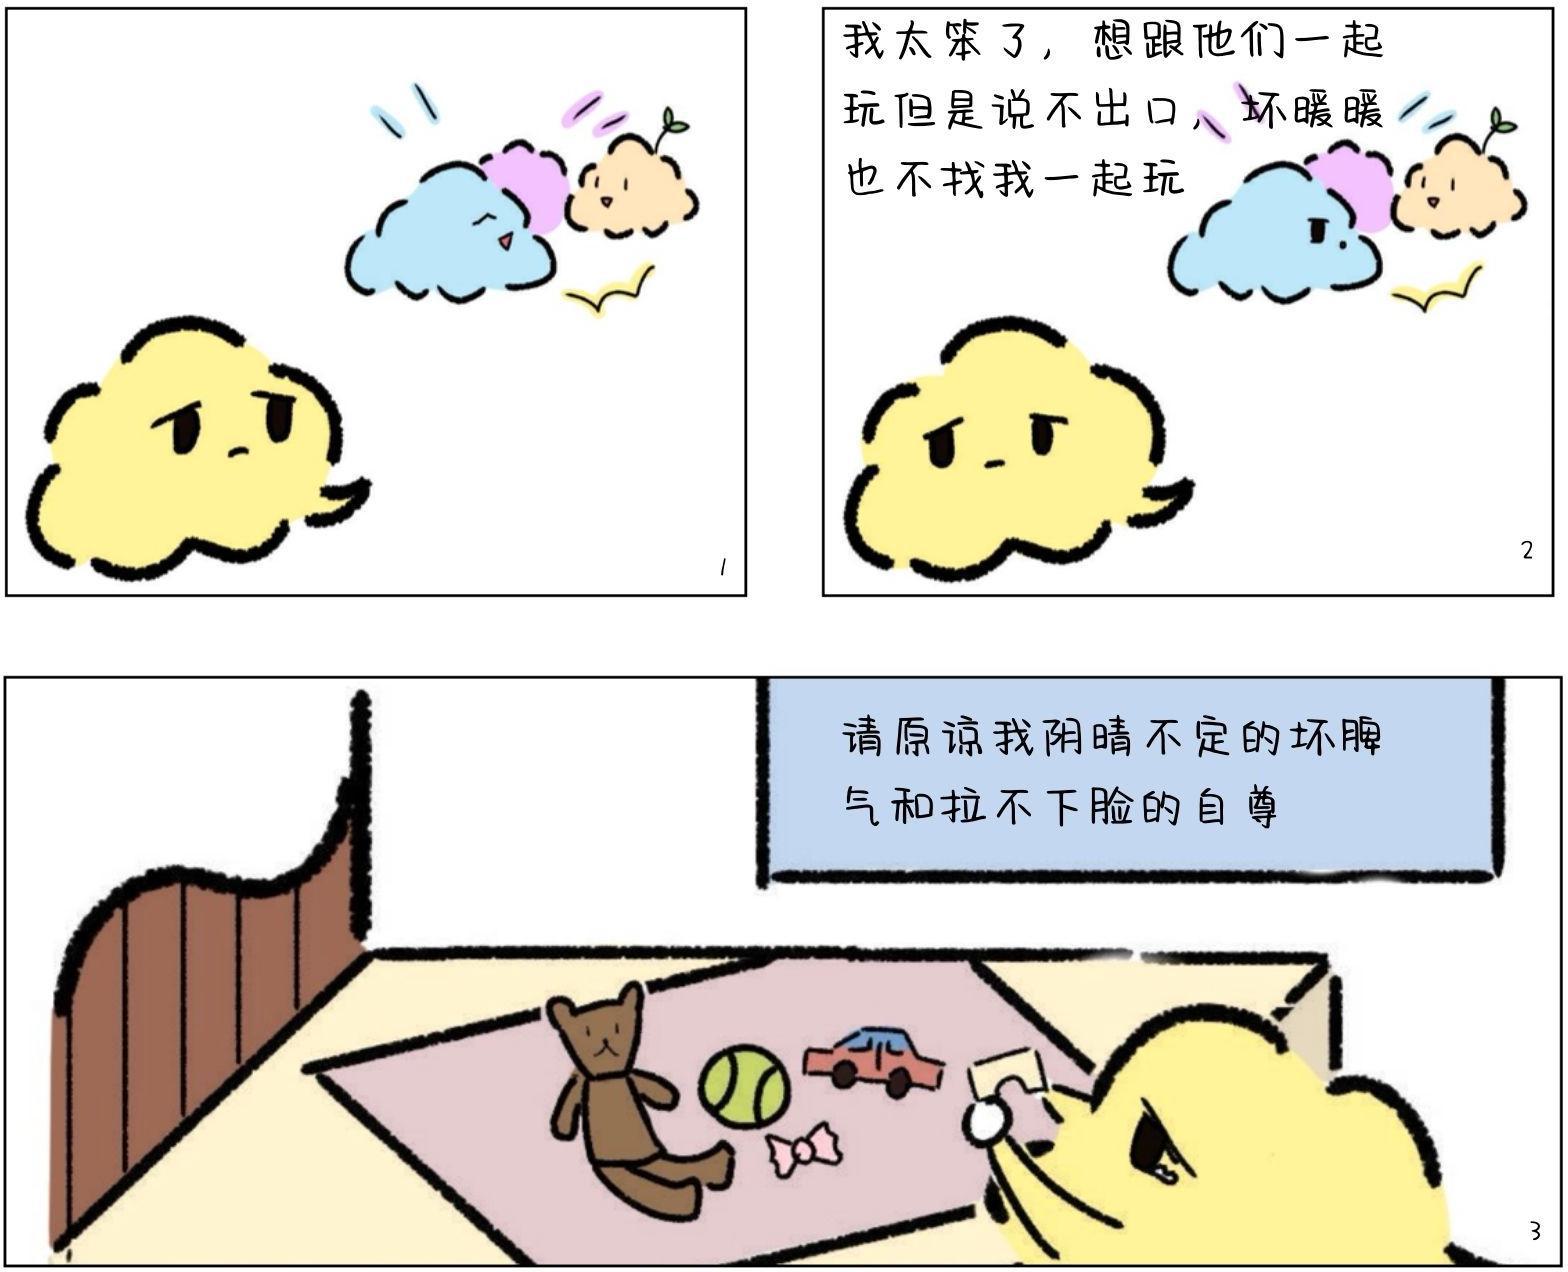 1
我太笨了，想跟他们一起
玩但是说不出口，坏暖暖
也不找我一起玩
2
请原谅我阴晴不定的坏脾
气和拉不下脸的自尊
3